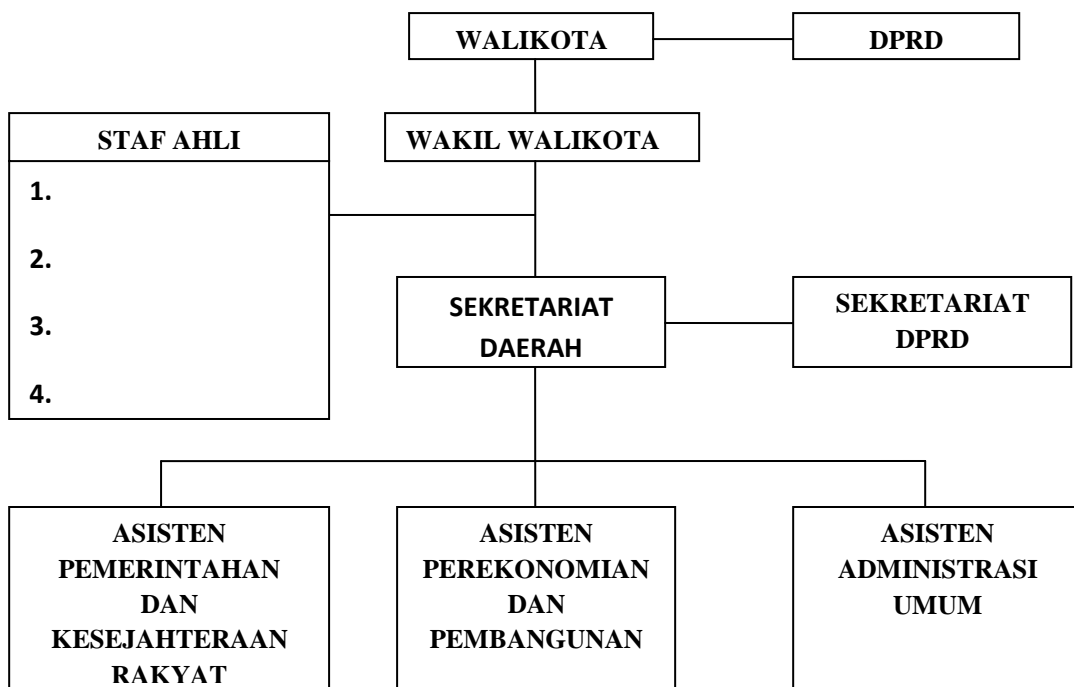 WALIKOTA
DPRD
STAF AHLI
1.
2.
3.
4.
WAKIL WALIKOTA
SEKRETARIAT
DAERAH
SEKRETARIAT
DPRD
ASISTEN
PEMERINTAHAN
DAN
KESEJAHTERAAN
RAKYAT
ASISTEN
PEREKONOMIAN
DAN
PEMBANGUNAN
ASISTEN
ADMINISTRASI
UMUM